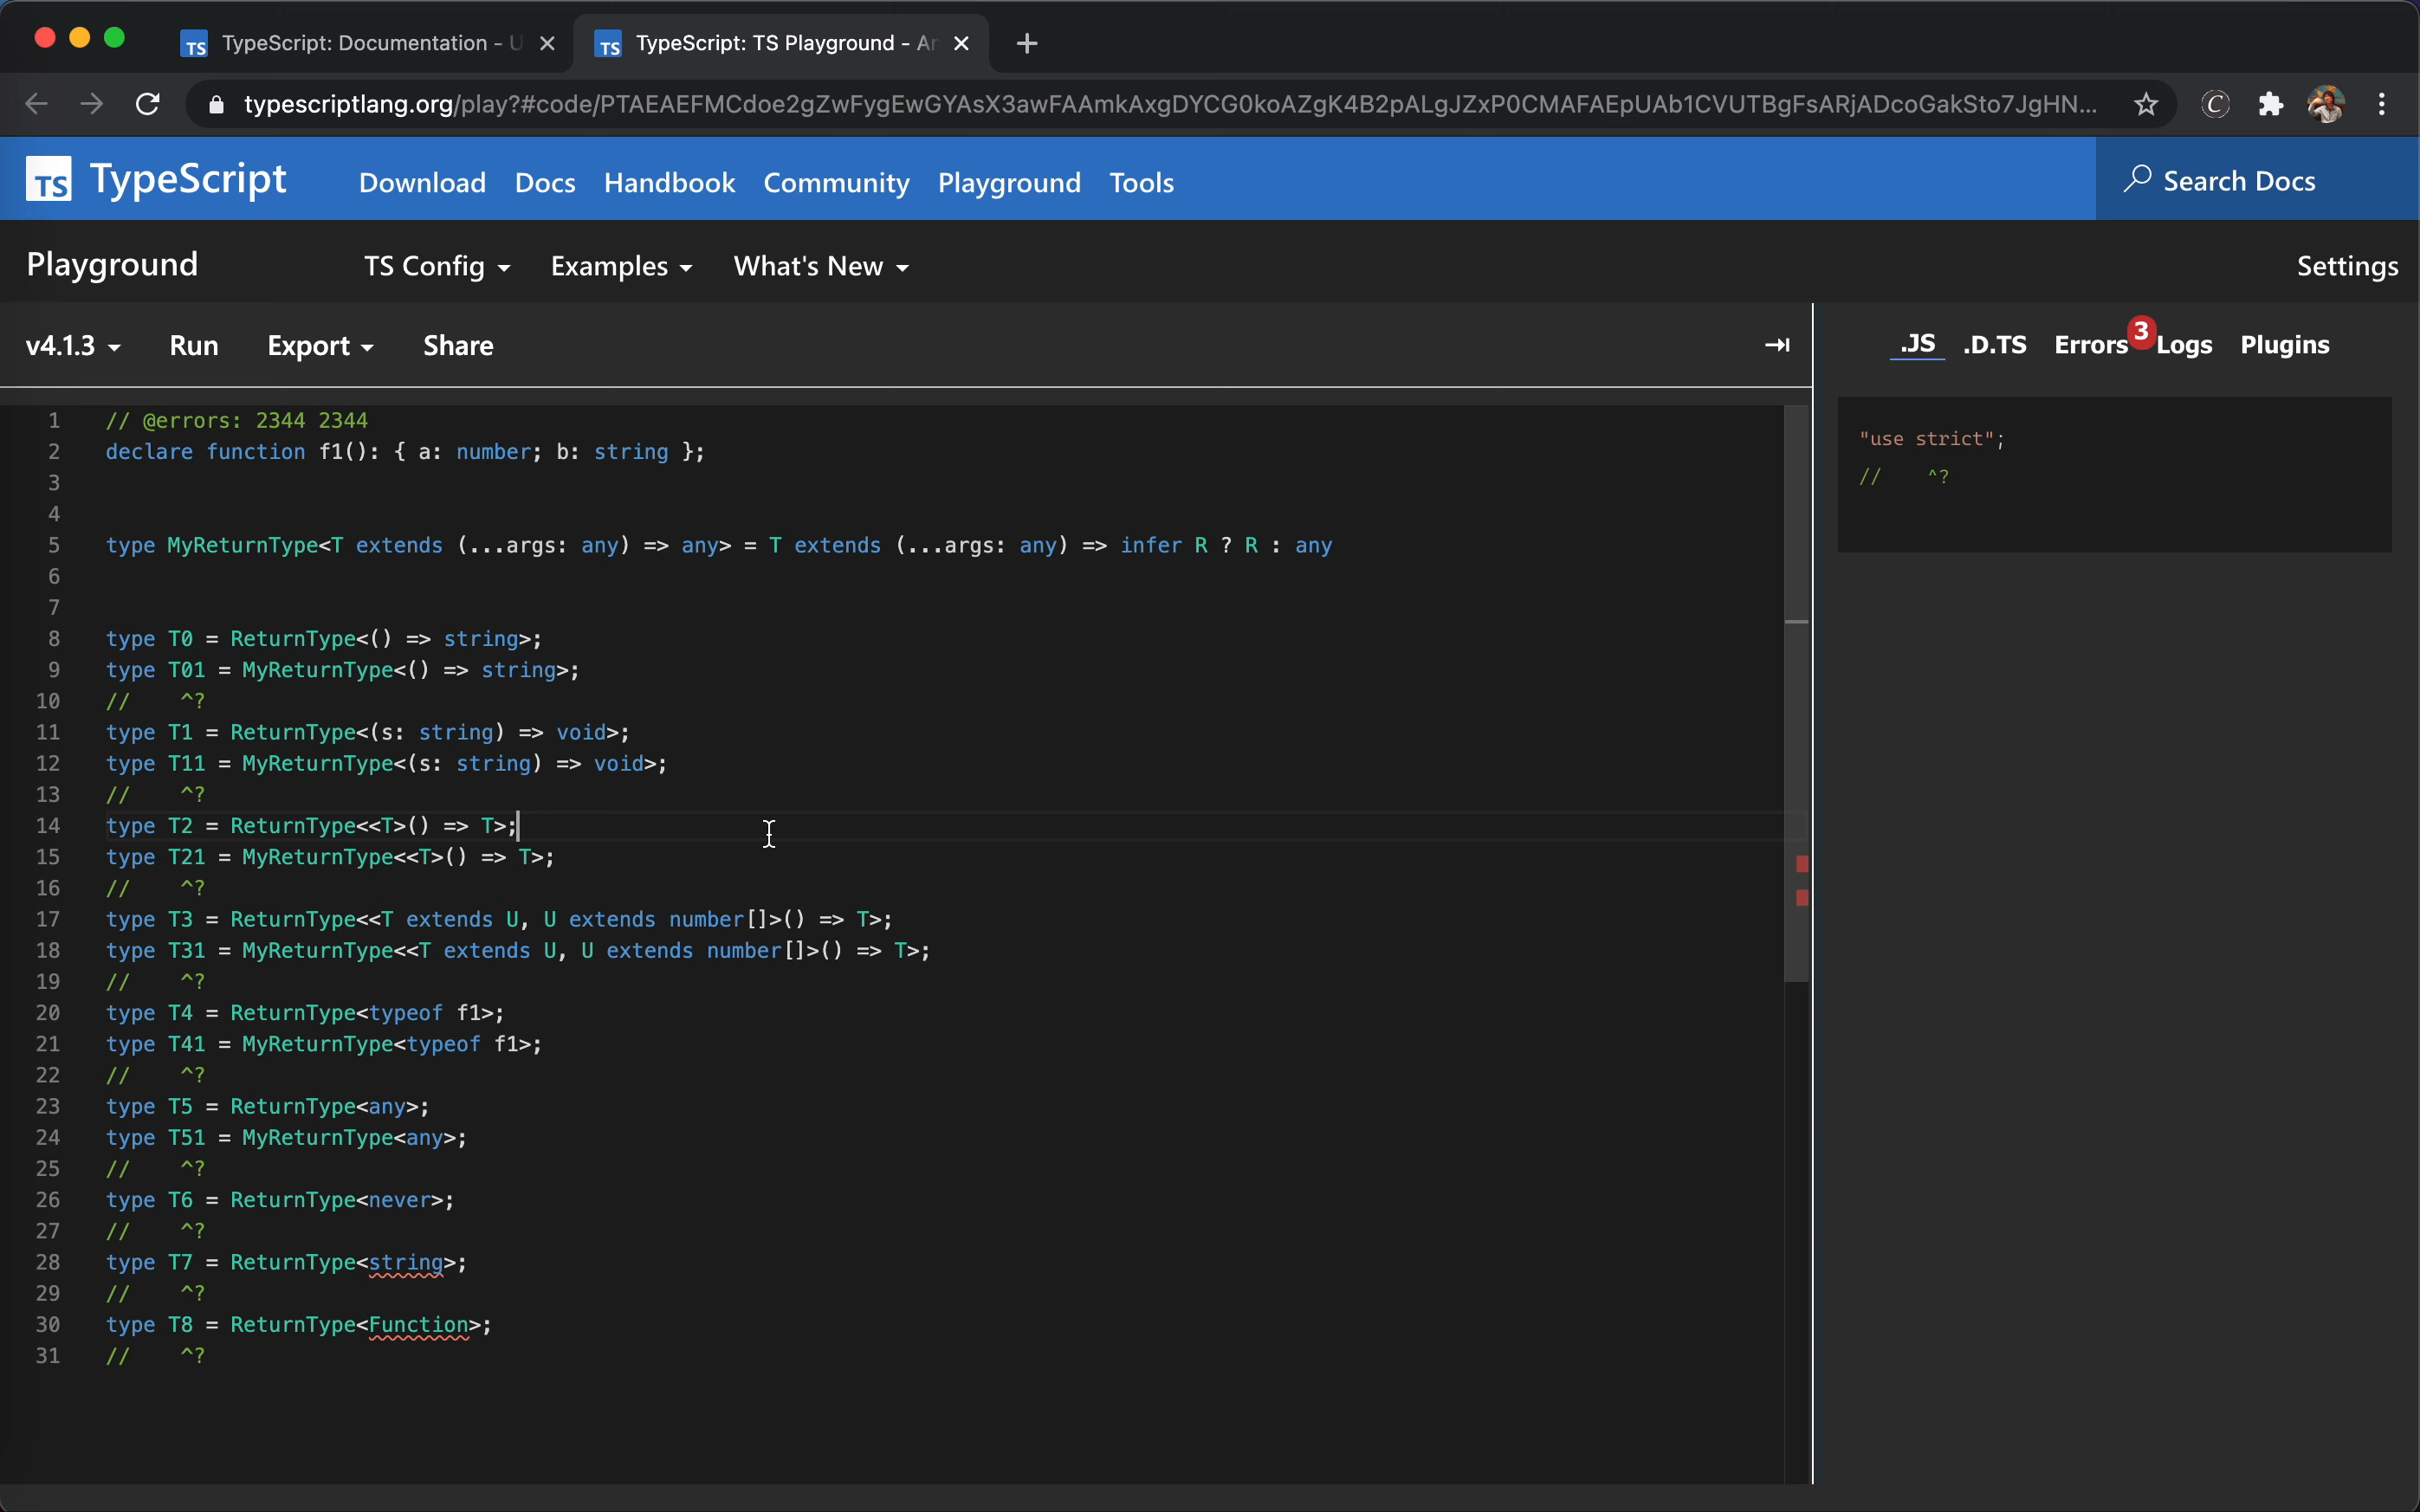 TS TypeScript: Documentation - U
TS TypeScript: TS Playground - Ar
typescriptlang.org/play?#code/PTAEAEFMCdoe2gZwFygEwGYAsX3awFAAmkAxgDYCG0koAZgK4B2pALgJZxP0CMAFAEpUAb1CVUTBgFsARjADcoGakSto7JgHN...
TS TypeScript
Download Docs Handbook Community Playground Tools
Search Docs
Playground
TS Config Examples What's New
Settings
v4.1.3 Run Export Share
.JS .D.TS Errors 3 Logs Plugins
1 // @errors: 2344 2344
2 declare function f1(): { a: number; b: string };
3
4
5 type MyReturnType<T extends (...args: any) => any> = T extends (...args: any) => infer R ? R : any
6
7
8 type T0 = ReturnType<() => string>;
9 type T01 = MyReturnType<() => string>;
10 //    ^?
11 type T1 = ReturnType<(s: string) => void>;
12 type T11 = MyReturnType<(s: string) => void>;
13 //    ^?
14 type T2 = ReturnType<<T>() => T>;
15 type T21 = MyReturnType<<T>() => T>;
16 //    ^?
17 type T3 = ReturnType<<T extends U, U extends number[]>() => T>;
18 type T31 = MyReturnType<<T extends U, U extends number[]>() => T>;
19 //    ^?
20 type T4 = ReturnType<typeof f1>;
21 type T41 = MyReturnType<typeof f1>;
22 //    ^?
23 type T5 = ReturnType<any>;
24 type T51 = MyReturnType<any>;
25 //    ^?
26 type T6 = ReturnType<never>;
27 //    ^?
28 type T7 = ReturnType<string>;
29 //    ^?
30 type T8 = ReturnType<Function>;
31 //    ^?
"use strict";
//    ^?